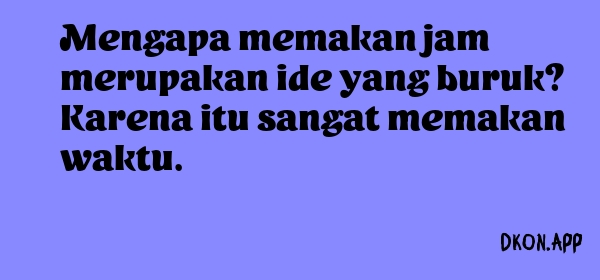 Mengapa memakan jam
merupakan ide yang buruk?
Karena itu sangat memakan
waktu.
DKON.APP